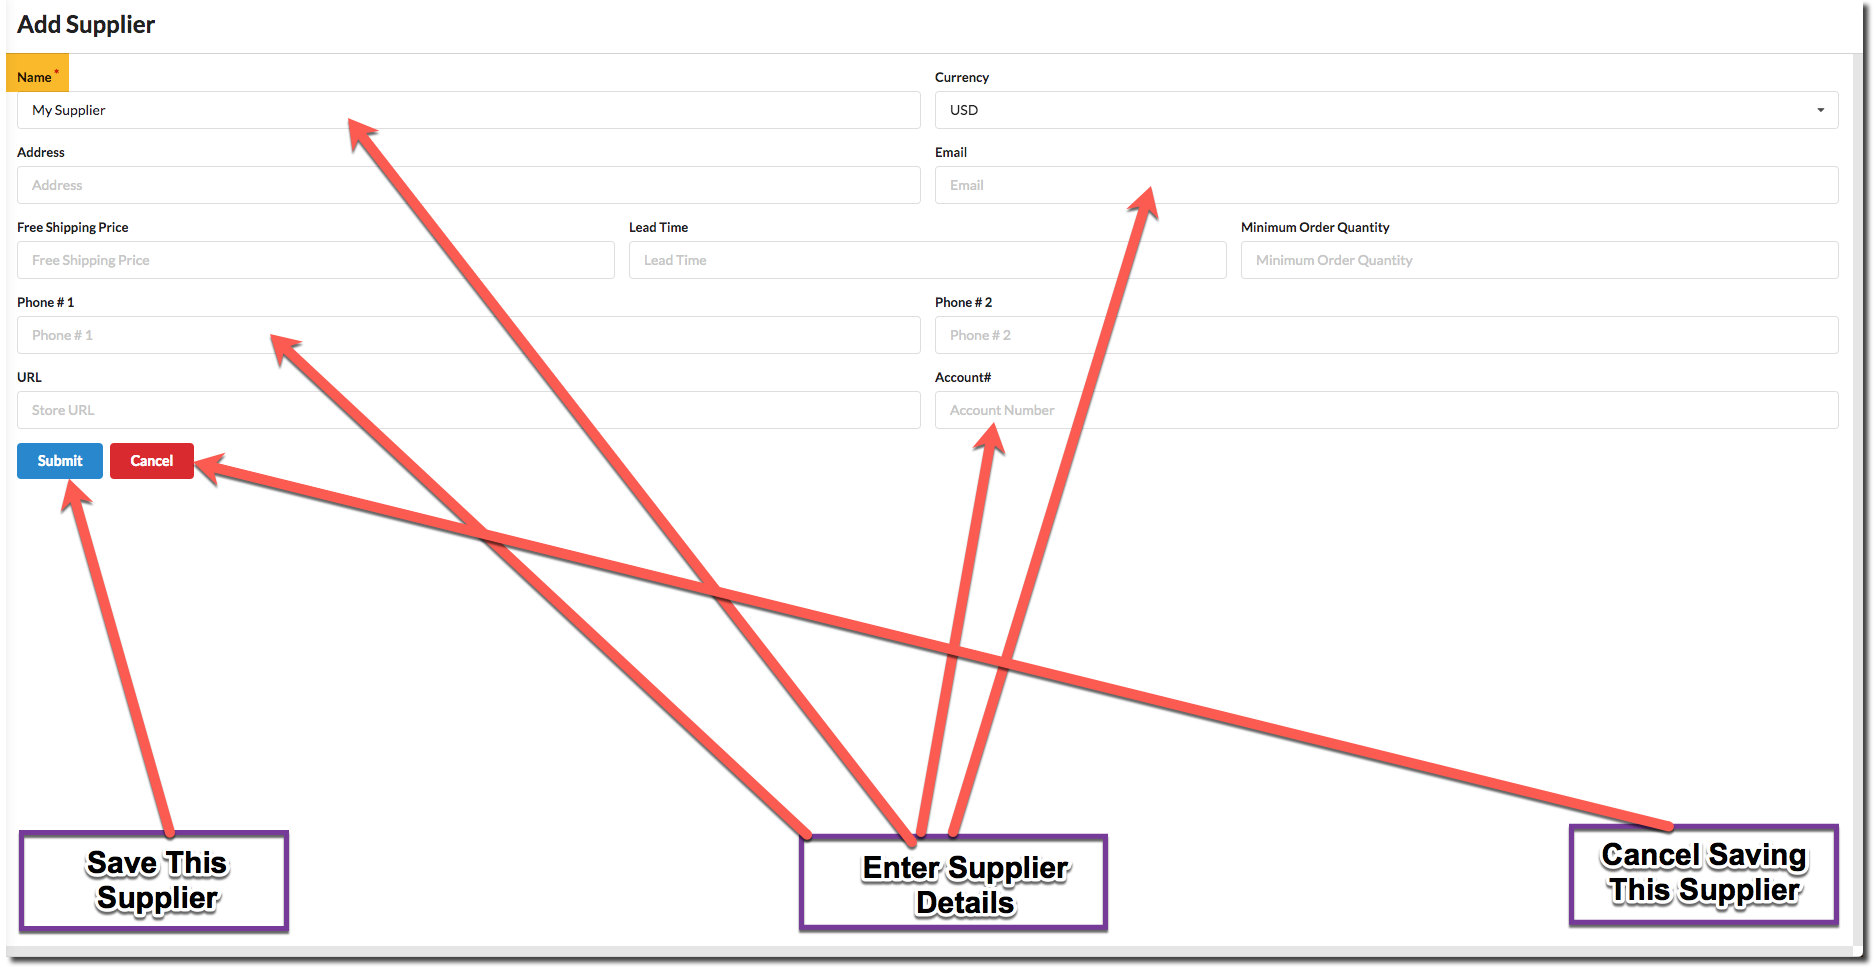 Add Supplier
Name *
Currency
My Supplier
USD
Address
Email
Address
Email
Free Shipping Price
Lead Time
Minimum Order Quantity
Free Shipping Price
Lead Time
Minimum Order Quantity
Phone # 1
Phone # 2
Phone # 1
Phone # 2
URL
Account#
Store URL
Account Number
Submit
Cancel
Save This
Supplier
Enter Supplier
Details
Cancel Saving
This Supplier